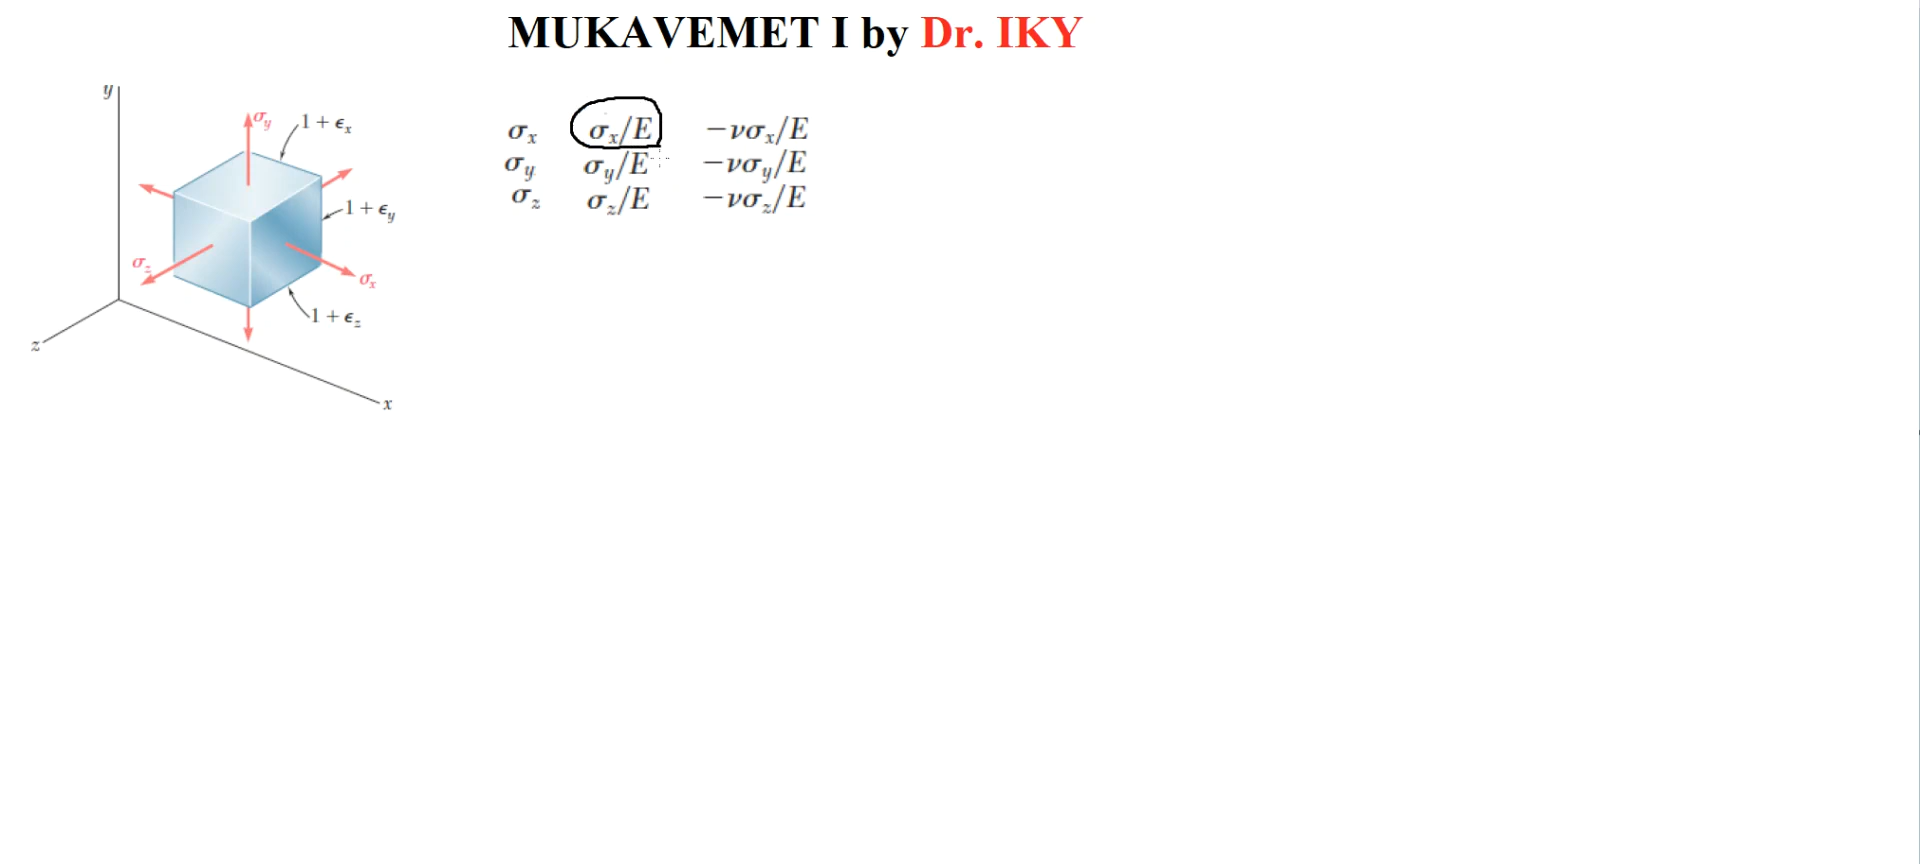 MUKAVEMET I by Dr. IKY
y
σy
1 + ϵx
1 + ϵy
σz
σx
1 + ϵz
z
x
σx σx/E −νσx/E
σy σy/E −νσy/E
σz σz/E −νσz/E